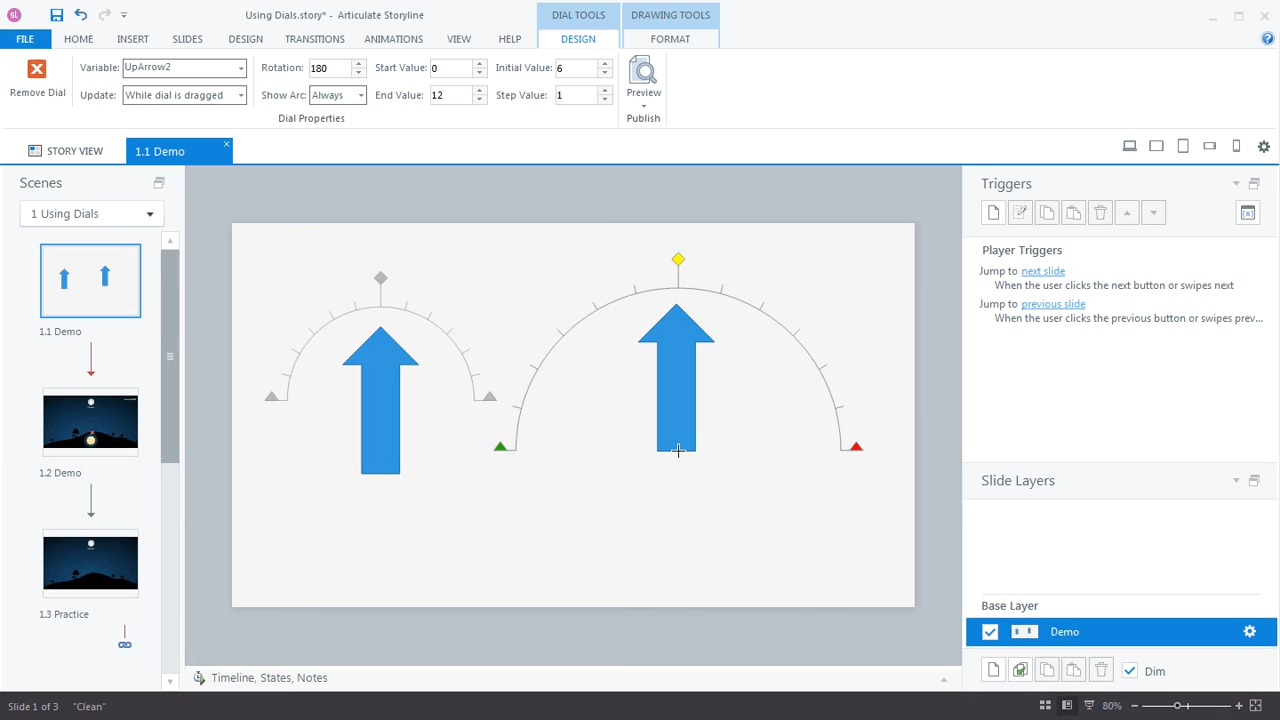 Using Dials.story* - Articulate Storyline
DIAL TOOLS
DRAWING TOOLS
FILE HOME INSERT SLIDES DESIGN TRANSITIONS ANIMATIONS VIEW HELP DESIGN FORMAT
Variable: UpArrow2 Rotation: 180 Start Value: 0 Initial Value: 6
Update: While dial is dragged Show Arc: Always End Value: 12 Step Value: 1
Remove Dial
Preview
Dial Properties
Publish
STORY VIEW
1.1 Demo
Scenes
1 Using Dials
1.1 Demo
1.2 Demo
1.3 Practice
Triggers
Player Triggers
Jump to next slide
When the user clicks the next button or swipes next
Jump to previous slide
When the user clicks the previous button or swipes prev...
Slide Layers
Base Layer
Demo
Dim
Timeline, States, Notes
Slide 1 of 3 "Clean" 80%